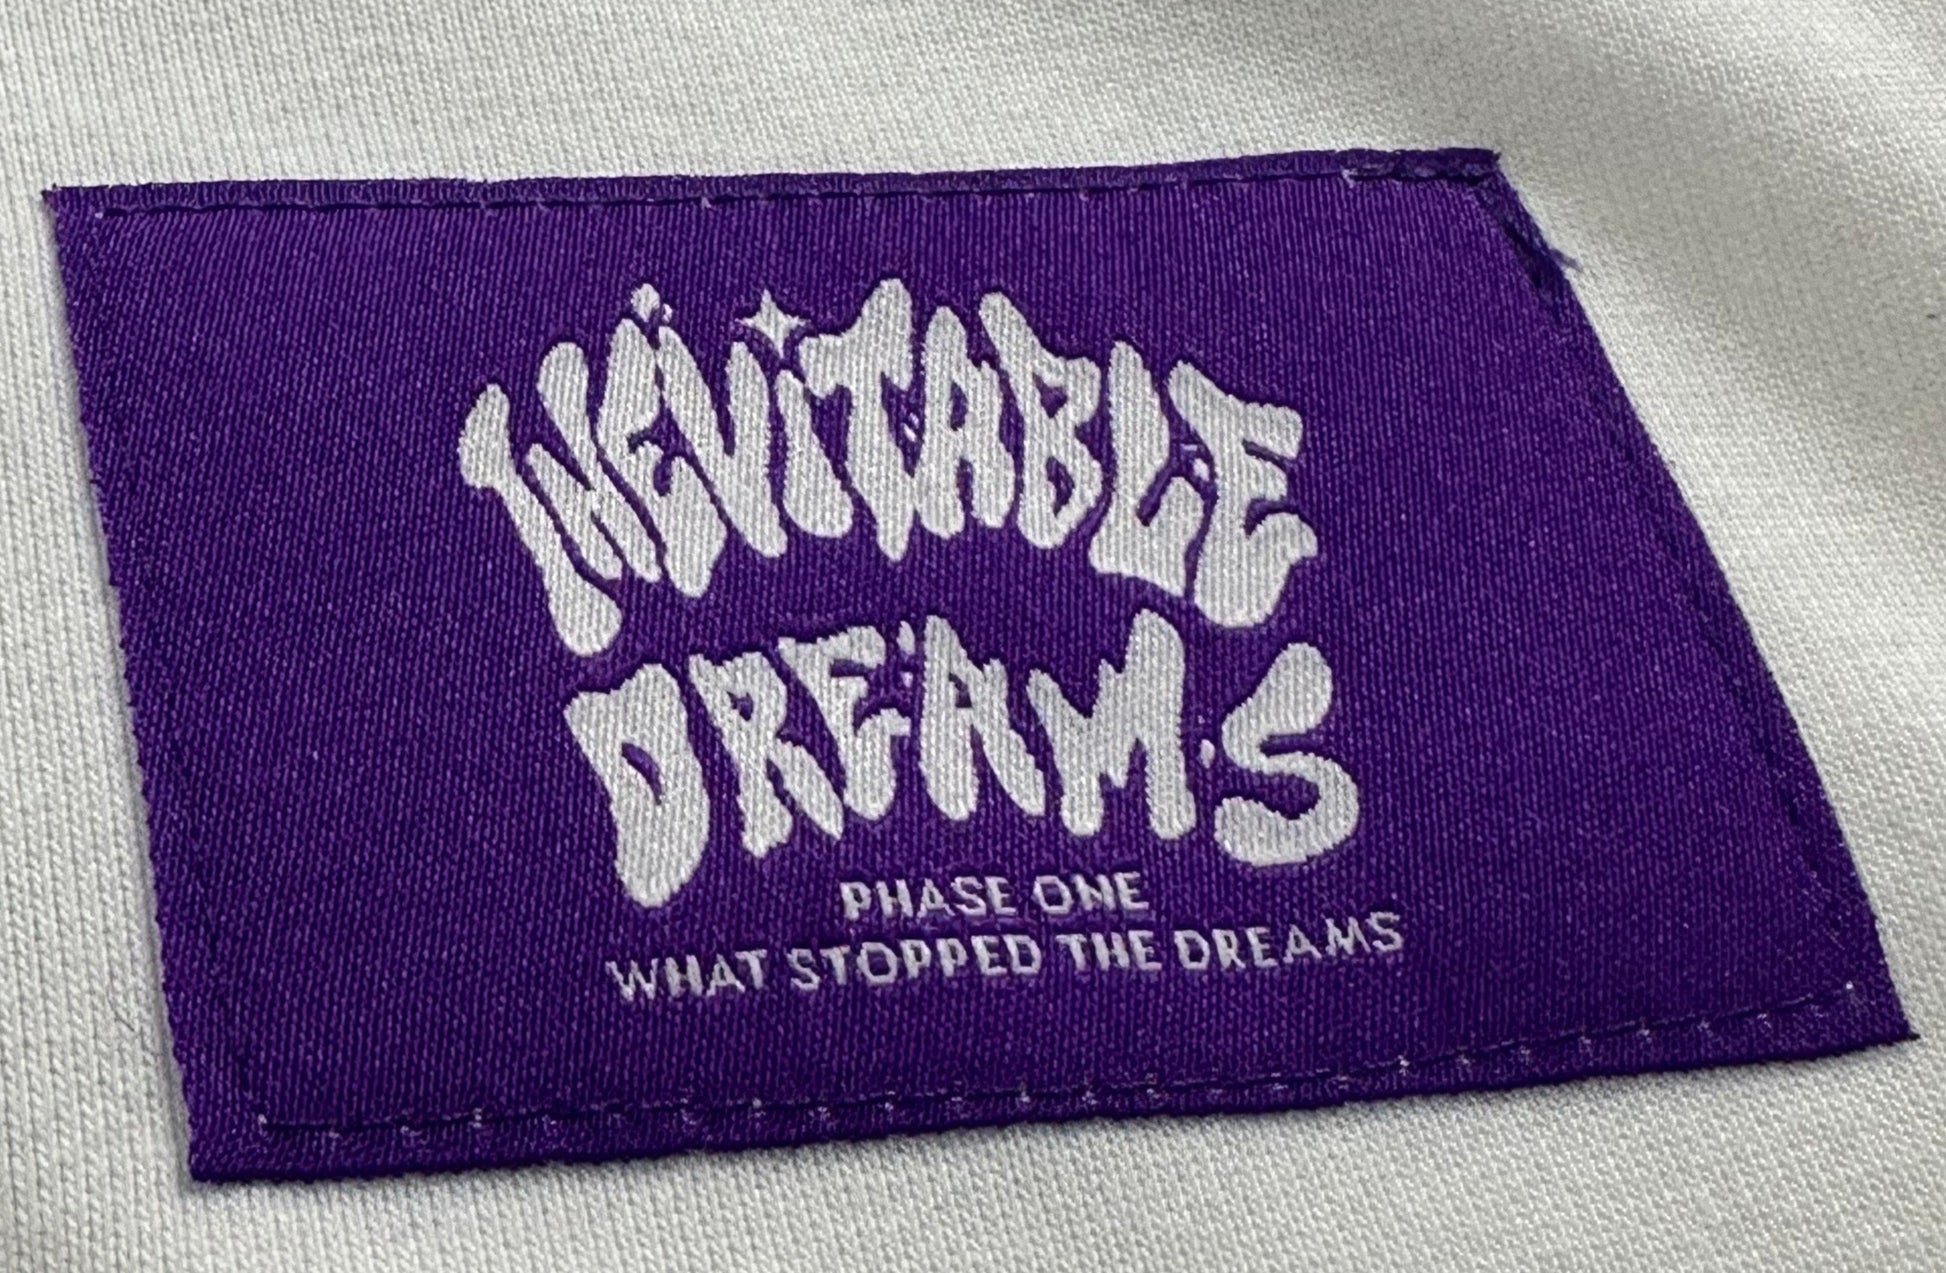 INEViTABLE
DREAMS
PHASE ONE
WHAT STOPPED THE DREAMS